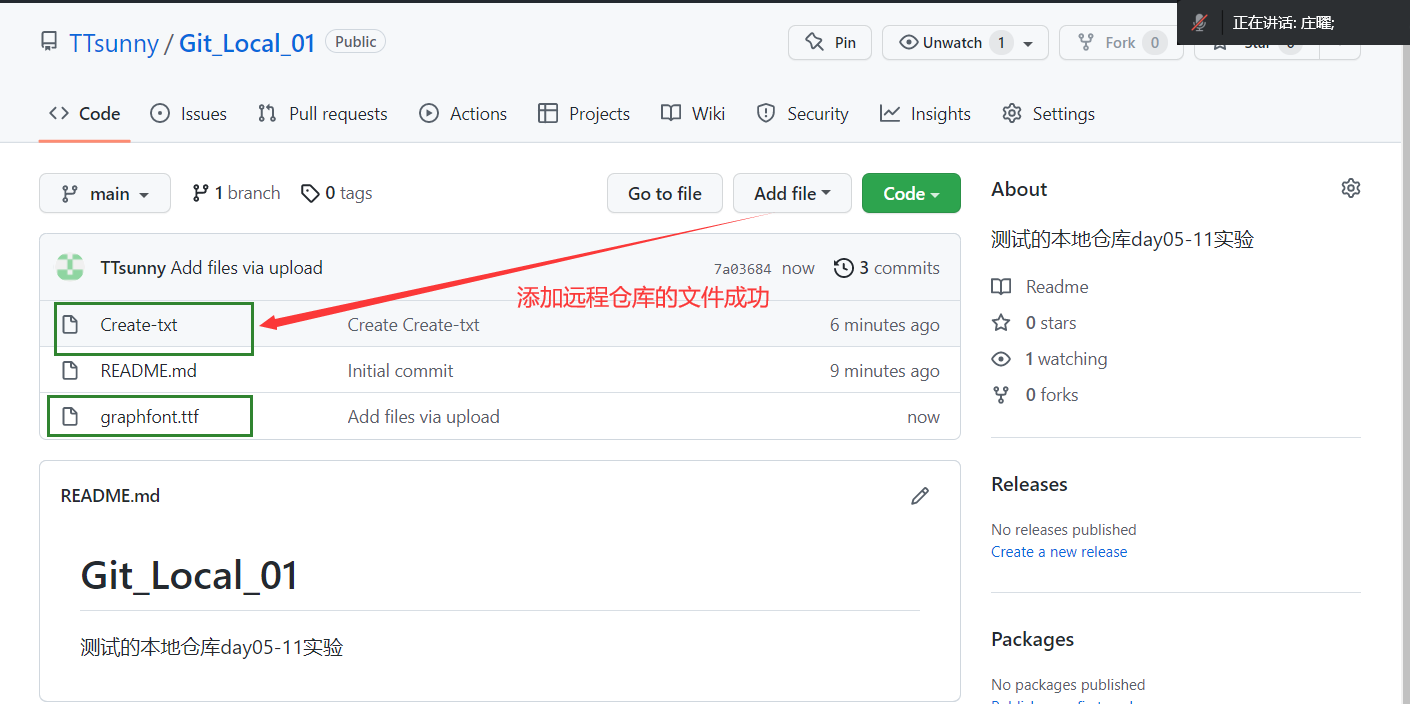 正在讲话: 庄曜;
TTsunny / Git_Local_01 Public
Pin
Unwatch 1
Fork 0
Code Issues Pull requests Actions Projects Wiki Security Insights Settings
main 1 branch 0 tags Go to file Add file Code
TTsunny Add files via upload 7a03684 now 3 commits
添加远程仓库的文件成功
Create-txt Create Create-txt 6 minutes ago
README.md Initial commit 9 minutes ago
graphfont.ttf Add files via upload now
README.md
Git_Local_01
测试的本地仓库day05-11实验
About
测试的本地仓库day05-11实验
Readme
0 stars
1 watching
0 forks
Releases
No releases published
Create a new release
Packages
No packages published